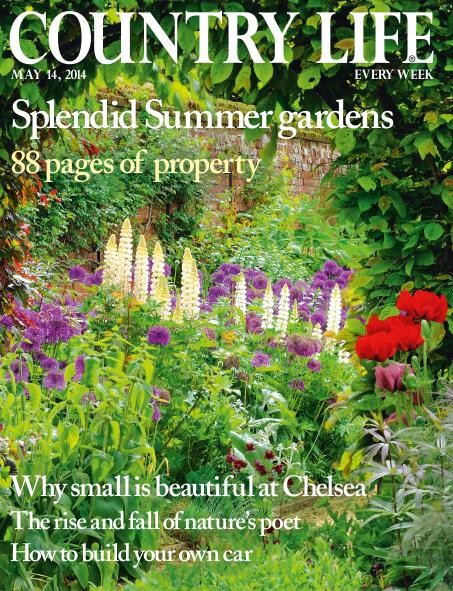 COUNTRY LIFE®
MAY 14, 2014 EVERY WEEK
Splendid Summer gardens
88 pages of property
Why small is beautiful at Chelsea
The rise and fall of nature's poet
How to build your own car